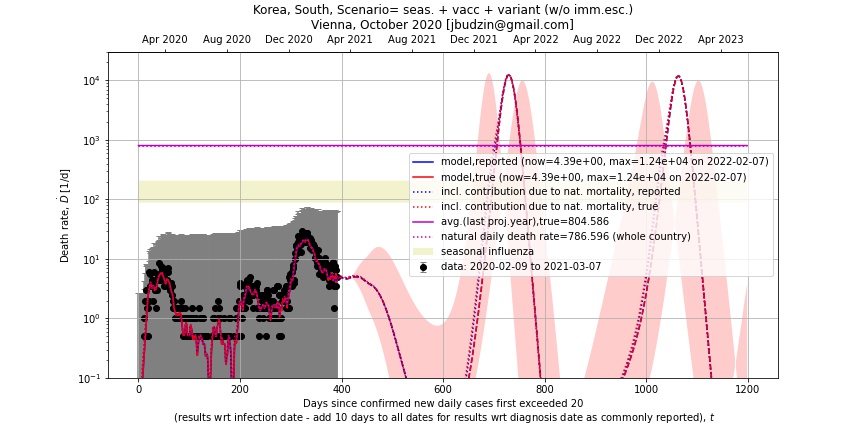 Korea, South, Scenario= seas. + vacc + variant (w/o imm.esc.)
Vienna, October 2020 [jbudzin@gmail.com]
Apr 2020 Aug 2020 Dec 2020 Apr 2021 Aug 2021 Dec 2021 Apr 2022 Aug 2022 Dec 2022 Apr 2023
10⁴
10³
10²
10¹
10⁰
10⁻¹
Death rate, Ḋ [1/d]
model,reported (now=4.39e+00, max=1.24e+04 on 2022-02-07)
model,true (now=4.39e+00, max=1.24e+04 on 2022-02-07)
incl. contribution due to nat. mortality, reported
incl. contribution due to nat. mortality, true
avg.(last proj.year),true=804.586
natural daily death rate=786.596 (whole country)
seasonal influenza
data: 2020-02-09 to 2021-03-07
0 200 400 600 800 1000 1200
Days since confirmed new daily cases first exceeded 20
(results wrt infection date - add 10 days to all dates for results wrt diagnosis date as commonly reported), t